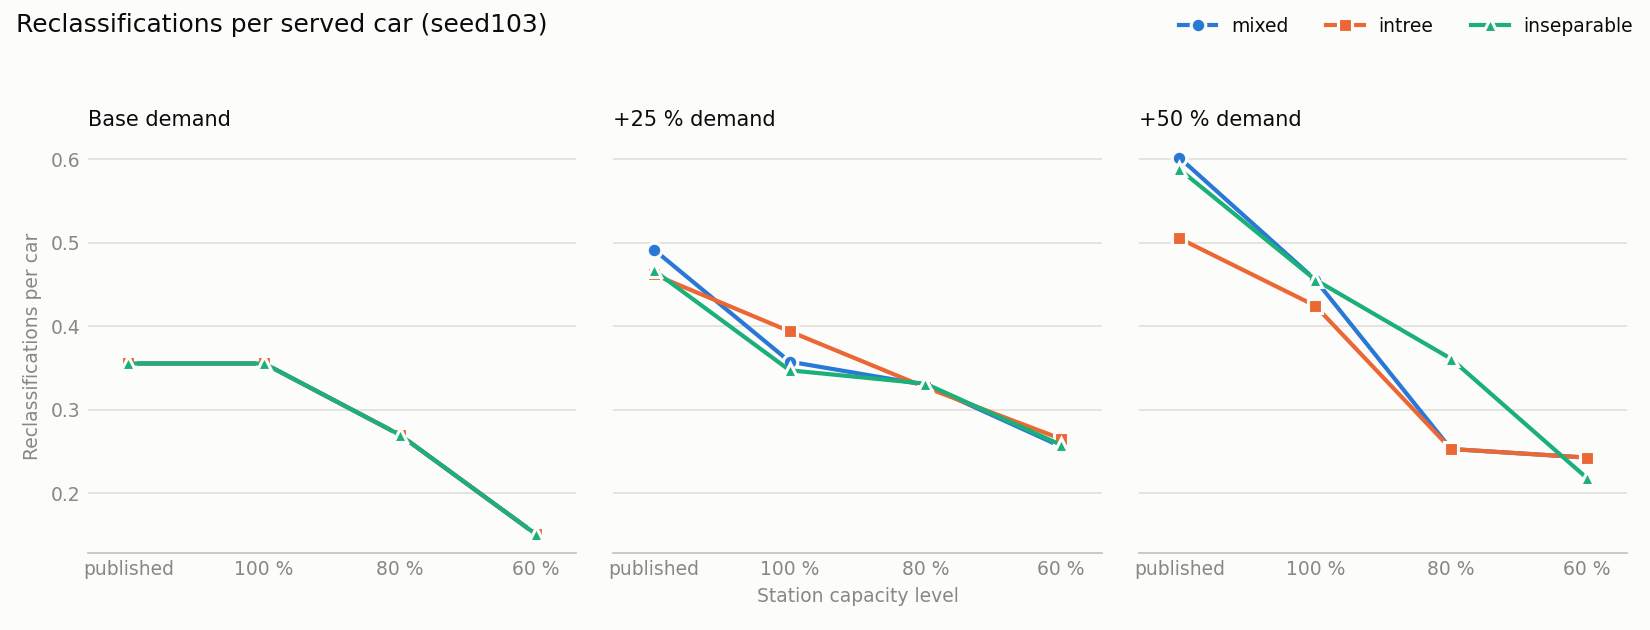 Reclassifications per served car (seed103)
mixed
intree
inseparable
Base demand
+25 % demand
+50 % demand
Reclassifications per car
0.6
0.5
0.4
0.3
0.2
published 100 % 80 % 60 %
published 100 % 80 % 60 %
published 100 % 80 % 60 %
Station capacity level